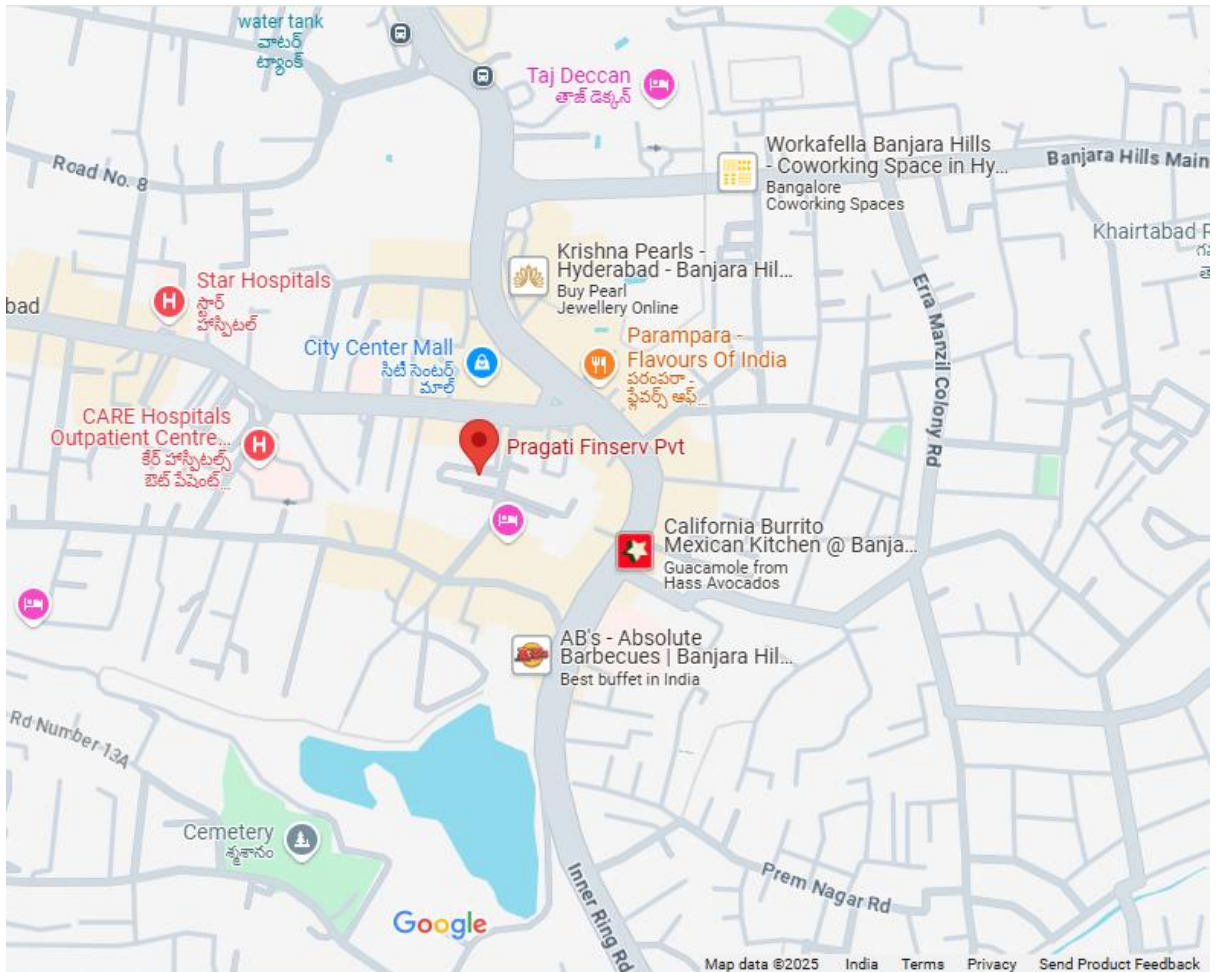 water tank
వాటర్
ట్యాంక్
Taj Deccan
తాజ్ డెక్కన్
Workafella Banjara Hills
- Coworking Space in Hy...
Bangalore
Coworking Spaces
Banjara Hills Main
Road No. 8
Khairtabad
Krishna Pearls -
Hyderabad - Banjara Hil...
Buy Pearl
Jewellery Online
Star Hospitals
స్టార్
హాస్పిటల్
bad
Erra Manzil Colony Rd
City Center Mall
సిటీ సెంటర్
మాల్
Parampara -
Flavours Of India
పరంపరా -
ఫ్లేవర్స్ ఆఫ్...
CARE Hospitals
Outpatient Centre...
కేర్ హాస్పిటల్స్
ఔట్ పేషెంట్...
Pragati Finserv Pvt
California Burrito
Mexican Kitchen @ Banja...
Guacamole from
Hass Avocados
AB's - Absolute
Barbecues | Banjara Hil...
Best buffet in India
Rd Number 13A
Cemetery
శ్మశానం
Prem Nagar Rd
Inner Ring Rd
Google
Map data ©2025 India Terms Privacy Send Product Feedback